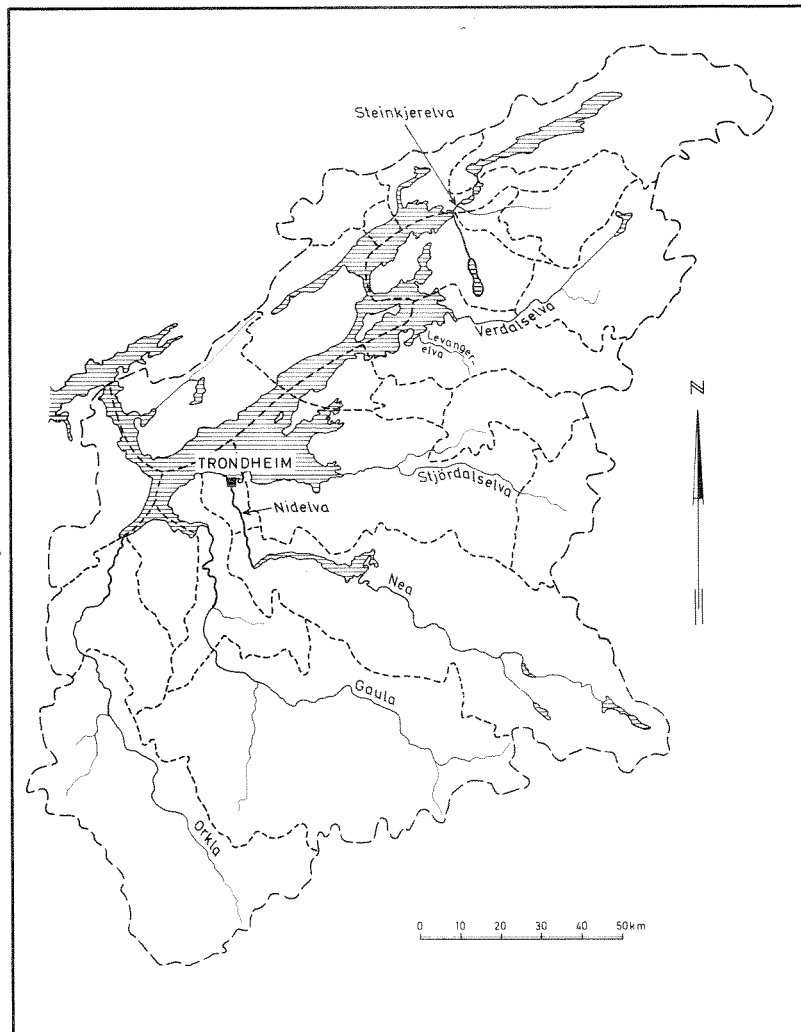 Steinkjerelva
Verdalselva
Levanger
elva
N
TRONDHEIM
Stjördalselva
Nidelva
Nea
Gaula
Orkla
0 10 20 30 40 50km